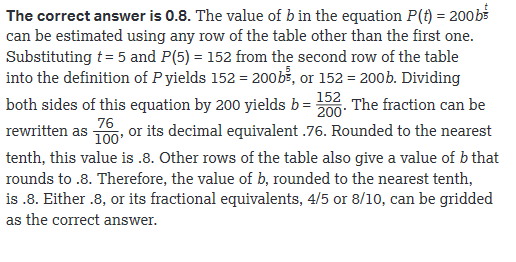 The correct answer is 0.8. The value of b in the equation P(t) = 200b^(t/5)
can be estimated using any row of the table other than the first one.
Substituting t = 5 and P(5) = 152 from the second row of the table
into the definition of P yields 152 = 200b^(5/5), or 152 = 200b. Dividing
both sides of this equation by 200 yields b = 152/200. The fraction can be
rewritten as 76/100, or its decimal equivalent .76. Rounded to the nearest
tenth, this value is .8. Other rows of the table also give a value of b that
rounds to .8. Therefore, the value of b, rounded to the nearest tenth,
is .8. Either .8, or its fractional equivalents, 4/5 or 8/10, can be gridded
as the correct answer.